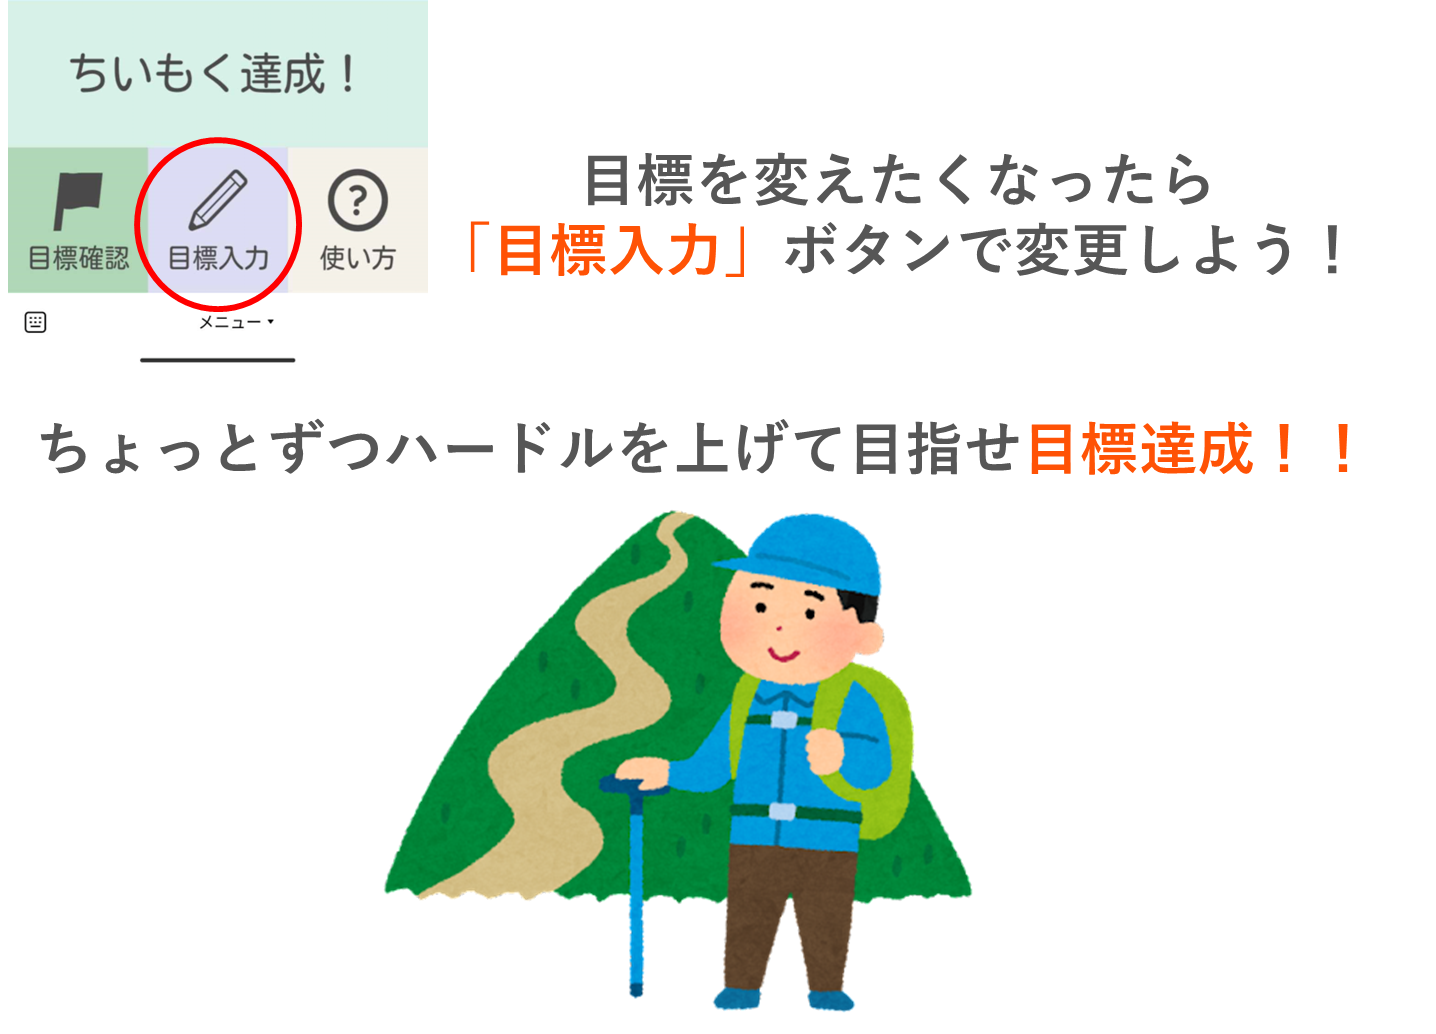 ちいもく達成！
目標確認
目標入力
?
使い方
メニュー ▾
目標を変えたくなったら
「目標入力」ボタンで変更しよう！
ちょっとずつハードルを上げて目指せ目標達成！！